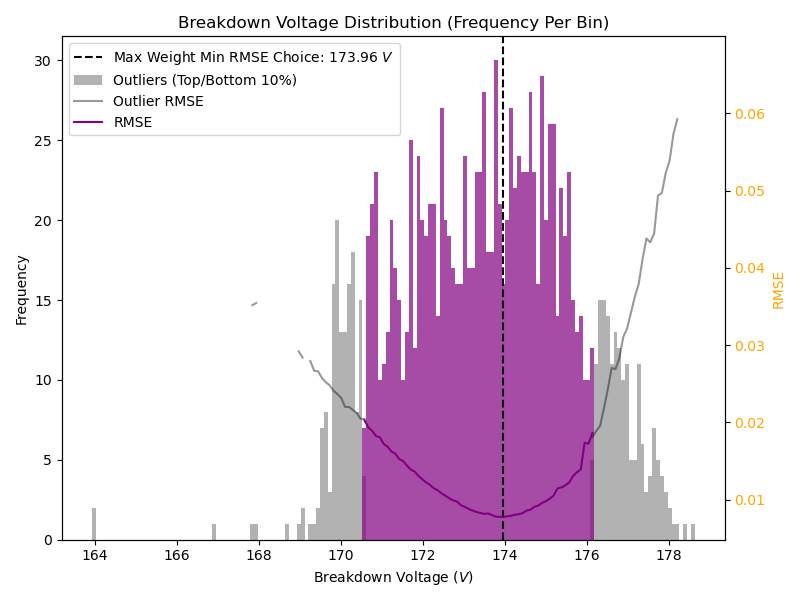 Breakdown Voltage Distribution (Frequency Per Bin)
Max Weight Min RMSE Choice: 173.96 V
Outliers (Top/Bottom 10%)
Outlier RMSE
RMSE
Frequency
30
25
20
15
10
5
0
164
166
168
170
172
174
176
178
Breakdown Voltage (V)
0.06
0.05
0.04
0.03
0.02
0.01
RMSE